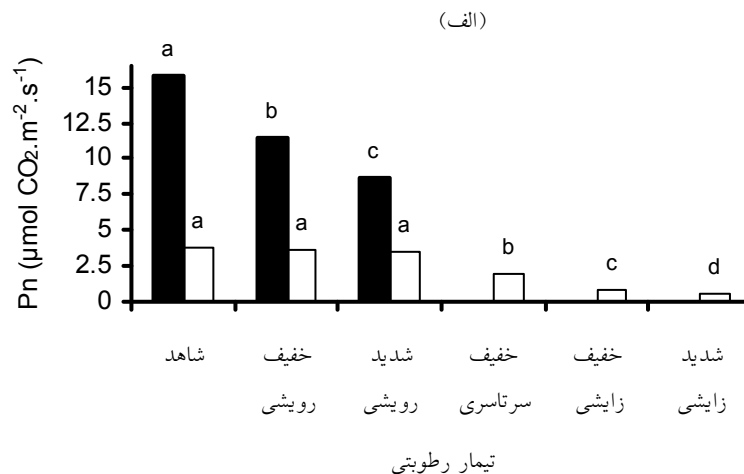 (الف)
Pn (µmol CO₂.m⁻².s⁻¹)
15
12.5
10
7.5
5
2.5
0
a
b
c
a
a
a
b
c
d
شاهد
خفیف رویشی
شدید رویشی
خفیف سرتاسری
خفیف زایشی
شدید زایشی
تیمار رطوبتی